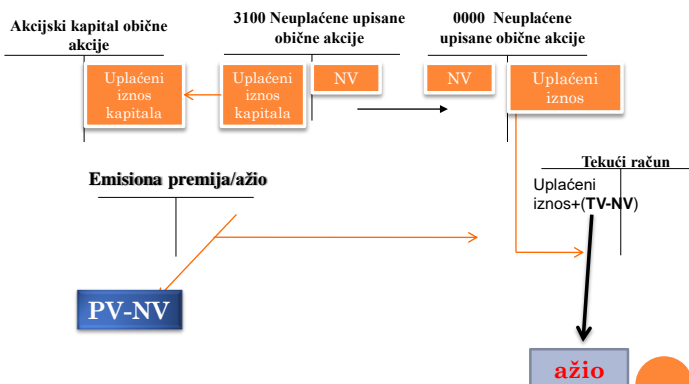 Akcijski kapital obične
akcije
3100 Neuplaćene upisane
obične akcije
0000 Neuplaćene
upisane obične akcije
Uplaćeni
iznos
kapitala
Uplaćeni
iznos
kapitala
NV
NV
Uplaćeni
iznos
Emisiona premija/ažio
Tekući račun
Uplaćeni
iznos+(TV-NV)
PV-NV
ažio